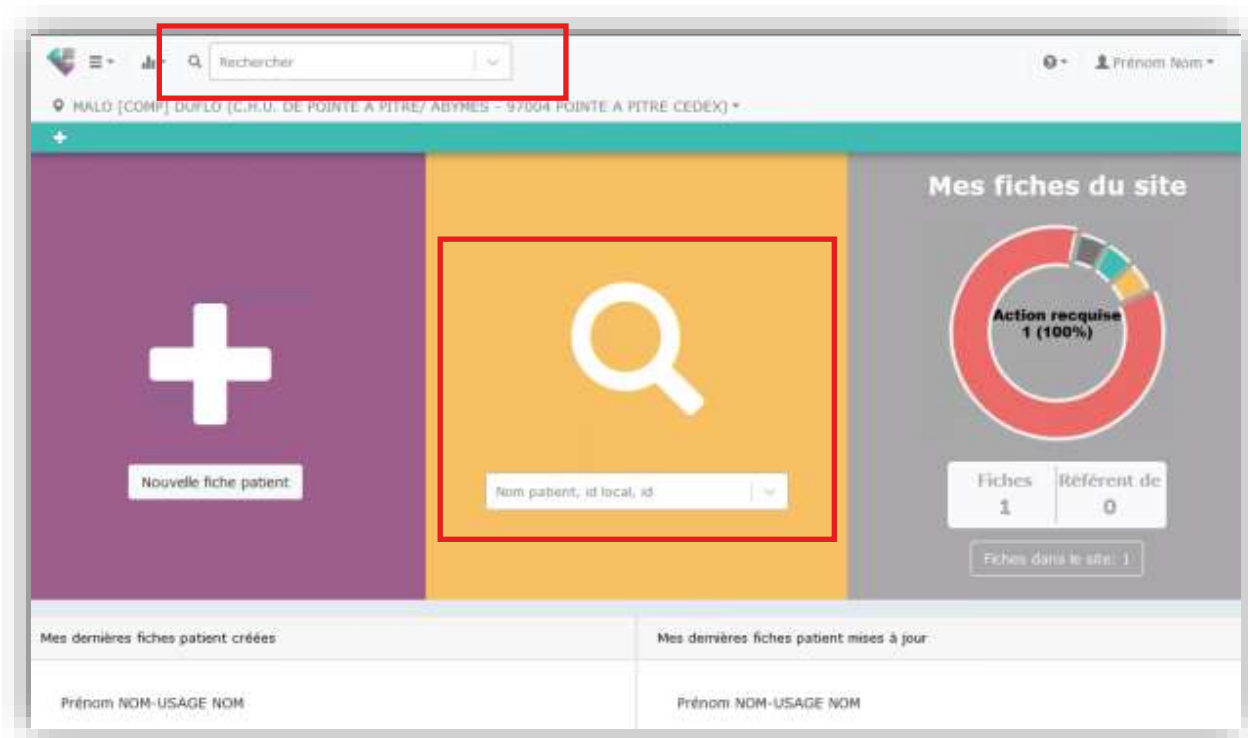 Rechercher
Prénom Nom
MALO [COMP] DUFLO (C.H.U. DE POINTE A PITRE/ ABYMES - 97004 POINTE A PITRE CEDEX)
Mes fiches du site
Action recquise
1 (100%)
Nouvelle fiche patient
Nom patient, id local, id
Fiches
1
Référent de
0
Fiches dans le site: 1
Mes dernières fiches patient créées
Mes dernières fiches patient mises à jour
Prénom NOM-USAGE NOM
Prénom NOM-USAGE NOM